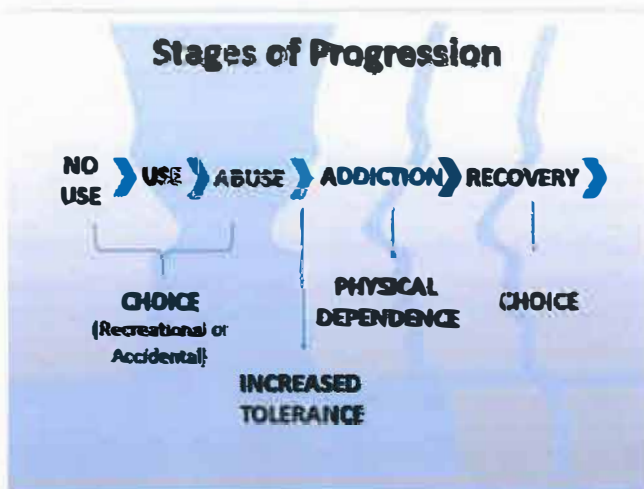 Stages of Progression
NO
USE
USE
ABUSE
ADDICTION
RECOVERY
CHOICE
(Recreational or
Accidental)
INCREASED
TOLERANCE
PHYSICAL
DEPENDENCE
CHOICE